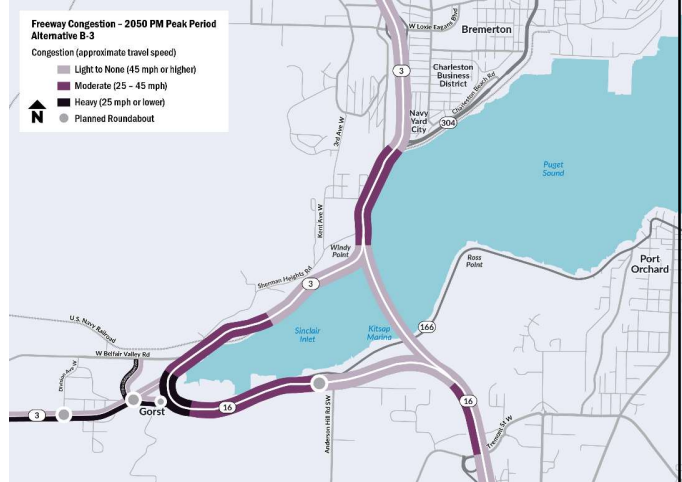 Freeway Congestion – 2050 PM Peak Period
Alternative B-3
Congestion (approximate travel speed)
Light to None (45 mph or higher)
Moderate (25 – 45 mph)
Heavy (25 mph or lower)
Planned Roundabout
N
W Loxie Eagans Blvd
Bremerton
3
Charleston
Business
District
Charleston Beach Rd
Navy
Yard
City
304
3rd Ave W
Puget
Sound
Kent Ave W
Windy
Point
Ross
Point
Port
Orchard
Sherman Heights Rd
3
U.S. Navy Railroad
Sinclair
Inlet
Kitsap
Marina
166
W Belfair Valley Rd
Division Ave W
3
Gorst
16
Anderson Hill Rd SW
16
Tremont St W